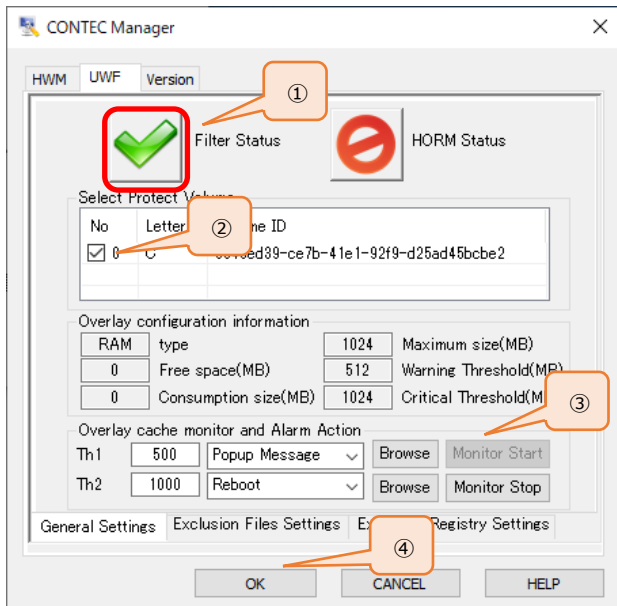 CONTEC Manager
HWM UWF Version
①
Filter Status HORM Status
Select Protect
No Letter ② ID
0 C ed39-ce7b-41e1-92f9-d25ad45bcbe2
Overlay configuration information
RAM type 1024 Maximum size(MB)
0 Free space(MB) 512 Warning Threshold(MB)
0 Consumption size(MB) 1024 Critical Threshold(M
③
Overlay cache monitor and Alarm Action
Th1 500 Popup Message Browse Monitor Start
Th2 1000 Reboot Browse Monitor Stop
General Settings Exclusion Files Settings Registry Settings
④
OK CANCEL HELP